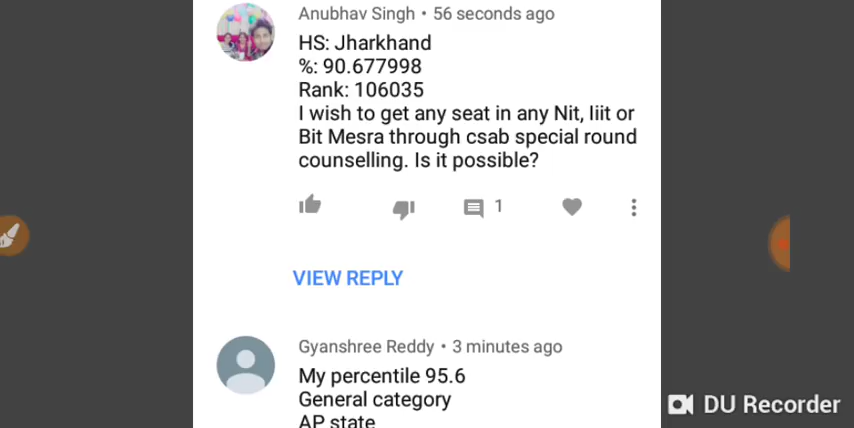 Anubhav Singh • 56 seconds ago
HS: Jharkhand
%: 90.677998
Rank: 106035
I wish to get any seat in any Nit, Iiit or
Bit Mesra through csab special round
counselling. Is it possible?
1
VIEW REPLY
Gyanshree Reddy • 3 minutes ago
My percentile 95.6
General category
AP state
DU Recorder